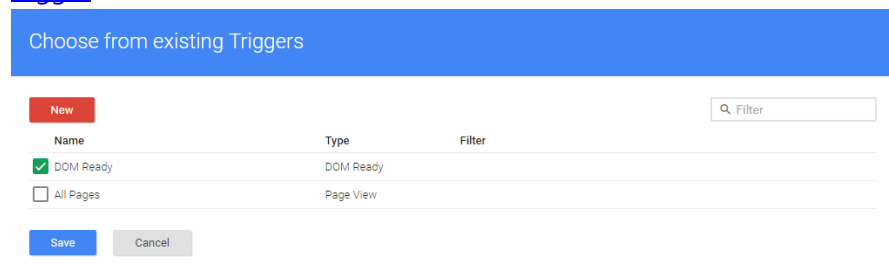 Choose from existing Triggers
New
Filter
Name Type Filter
DOM Ready DOM Ready
All Pages Page View
Save Cancel